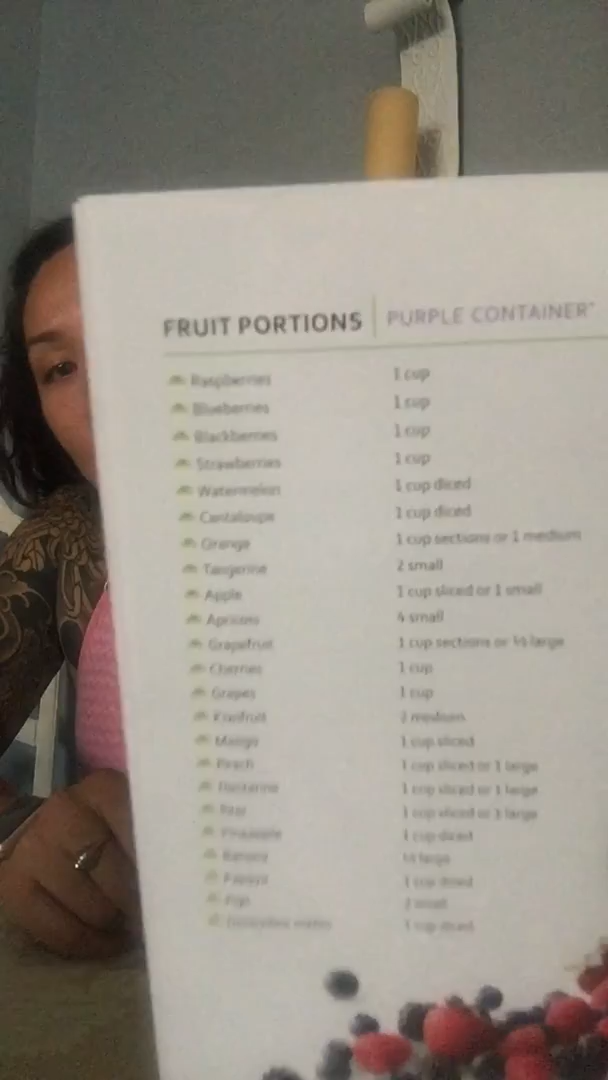 FRUIT PORTIONS | PURPLE CONTAINER*
Raspberries 1 cup
Blueberries 1 cup
Blackberries 1 cup
Strawberries 1 cup
Watermelon 1 cup diced
Cantaloupe 1 cup diced
Orange 1 cup sections or 1 medium
Tangerine 2 small
Apple 1 cup sliced or 1 small
Apricots 4 small
Grapefruit 1 cup sections or ½ large
Cherries 1 cup
Grapes 1 cup
Kiwifruit 2 medium
Mango 1 cup sliced
Peach 1 cup sliced or 1 large
Nectarine 1 cup sliced or 1 large
Pear 1 cup sliced or 1 large
Pineapple 1 cup diced
Banana ½ large
Papaya 1 cup diced
Figs 2 small
Honeydew melon 1 cup diced